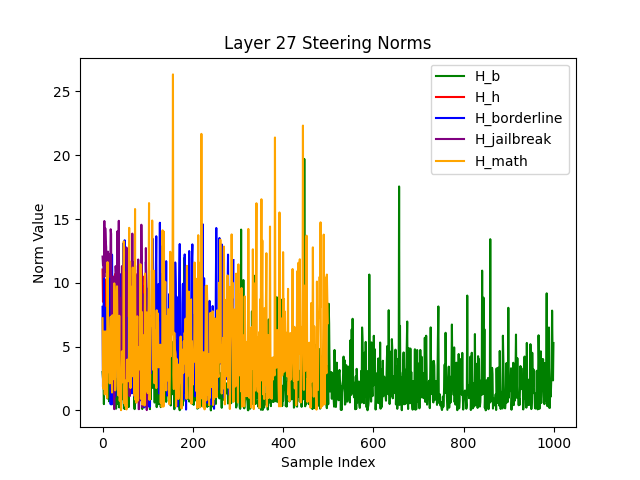 Layer 27 Steering Norms
H_b
H_h
H_borderline
H_jailbreak
H_math
Norm Value
25
20
15
10
5
0
0 200 400 600 800 1000
Sample Index